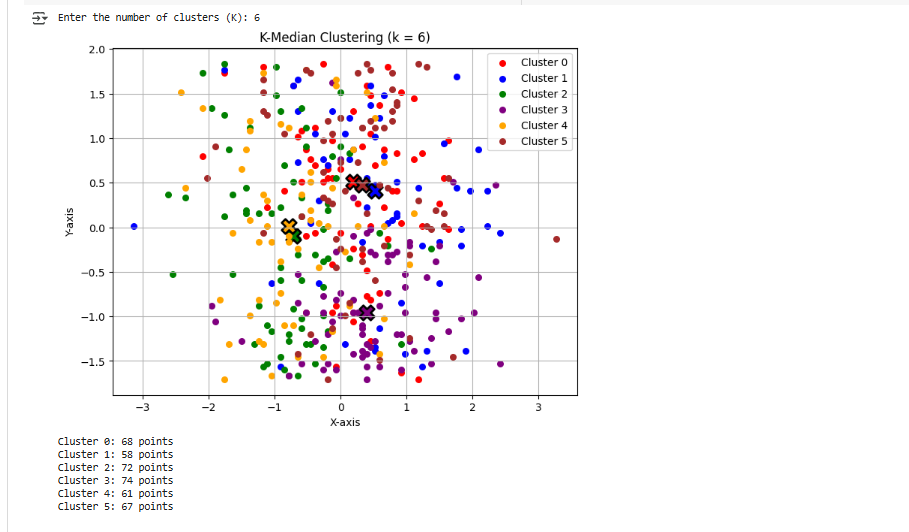 Enter the number of clusters (K): 6
K-Median Clustering (k = 6)
Cluster 0
Cluster 1
Cluster 2
Cluster 3
Cluster 4
Cluster 5
2.0
1.5
1.0
0.5
0.0
−0.5
−1.0
−1.5
Y-axis
−3
−2
−1
0
1
2
3
X-axis
Cluster 0: 68 points
Cluster 1: 58 points
Cluster 2: 72 points
Cluster 3: 74 points
Cluster 4: 61 points
Cluster 5: 67 points